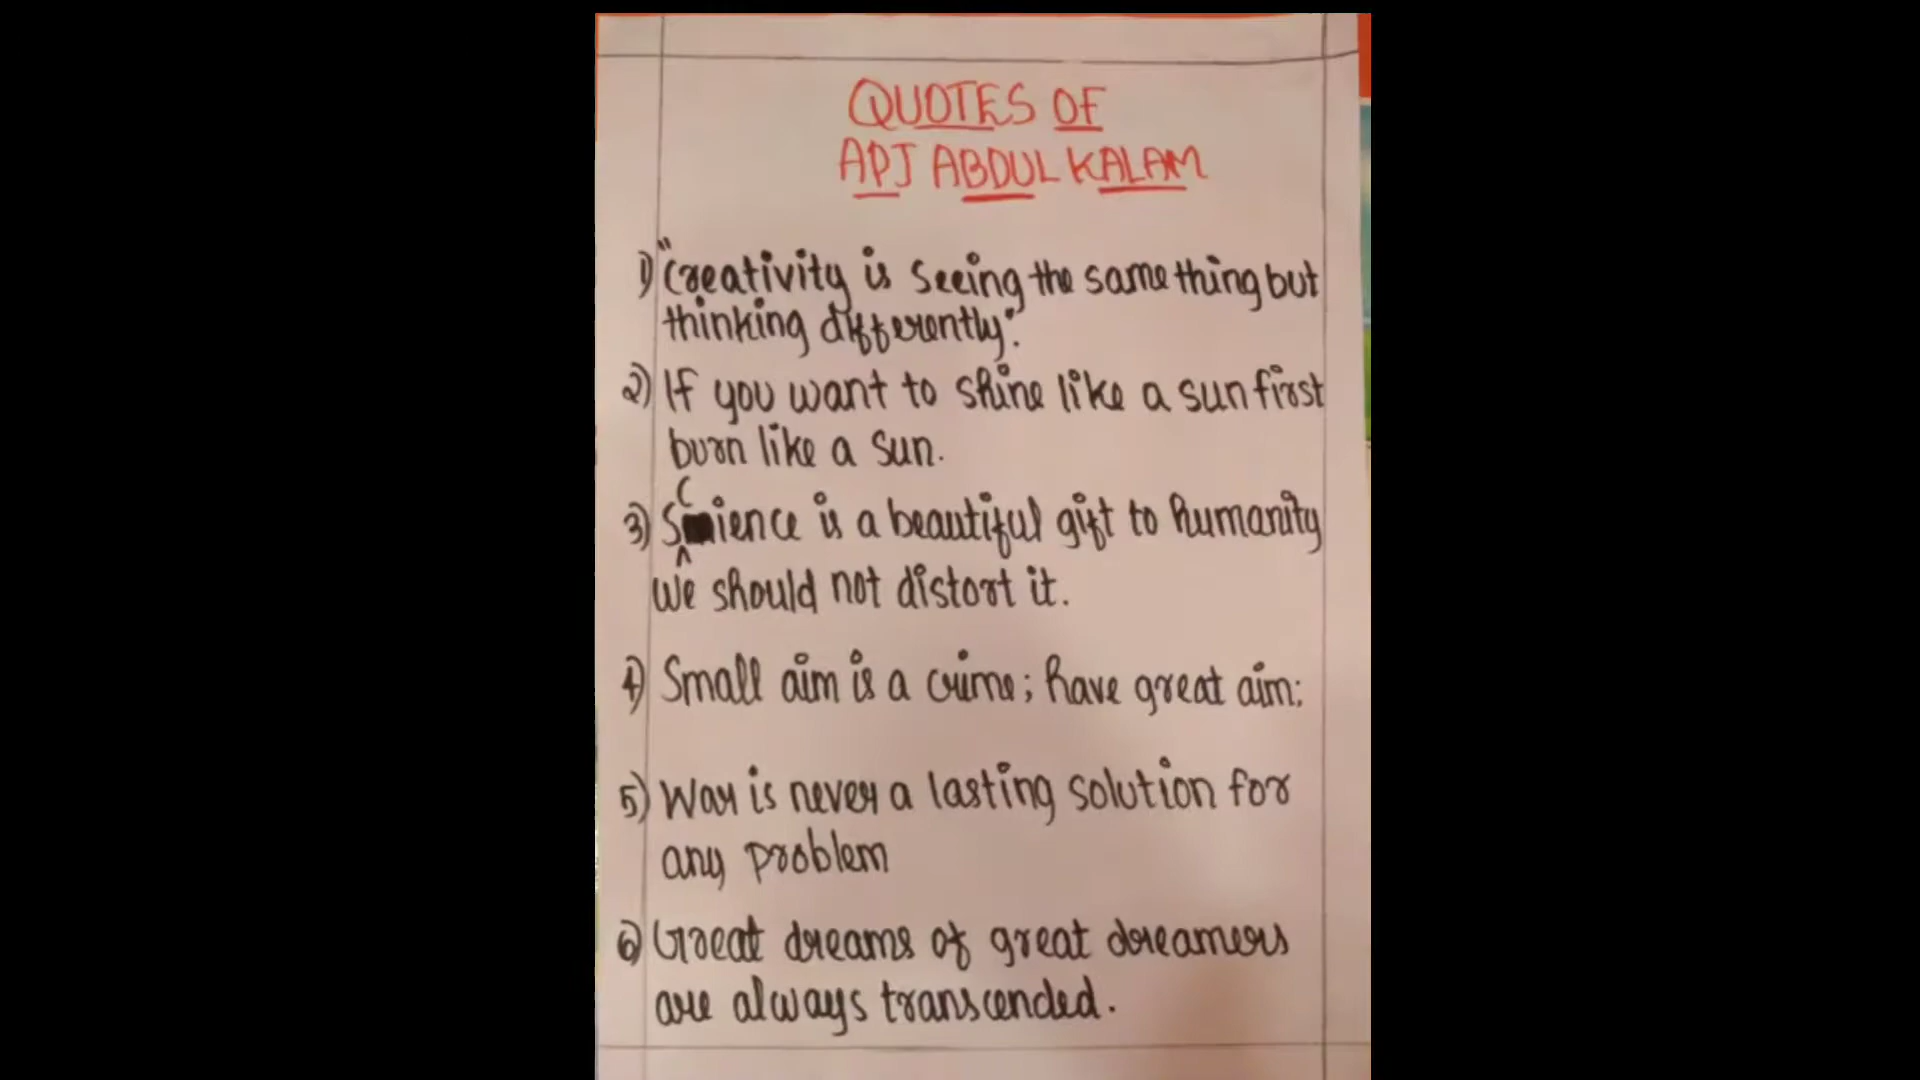 QUOTES OF
APJ ABDUL KALAM
1) "Creativity is seeing the same thing but
thinking differently".
2) If you want to shine like a sun first
burn like a sun.
3) Science is a beautiful gift to humanity
we should not distort it.
4) Small aim is a crime; have great aim:
5) War is never a lasting solution for
any problem
6) Great dreams of great dreamers
are always transcended.